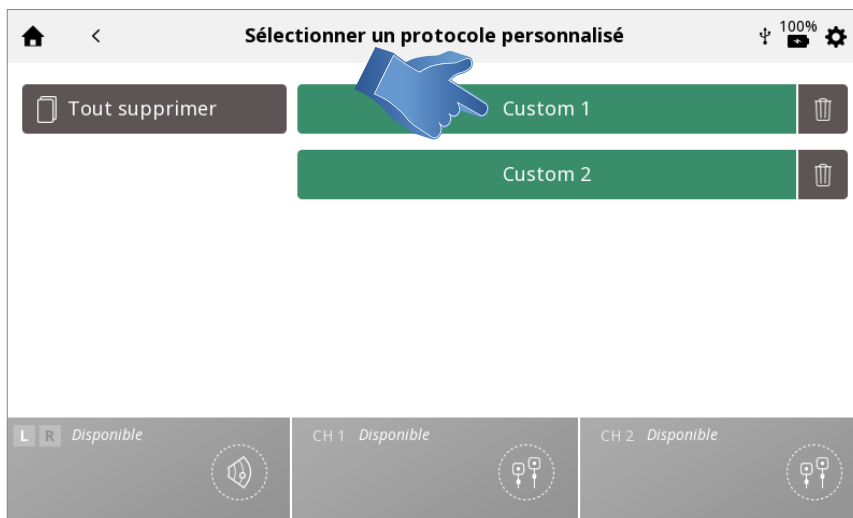 Sélectionner un protocole personnalisé
100%
Tout supprimer
Custom 1
Custom 2
L R Disponible
CH 1 Disponible
CH 2 Disponible